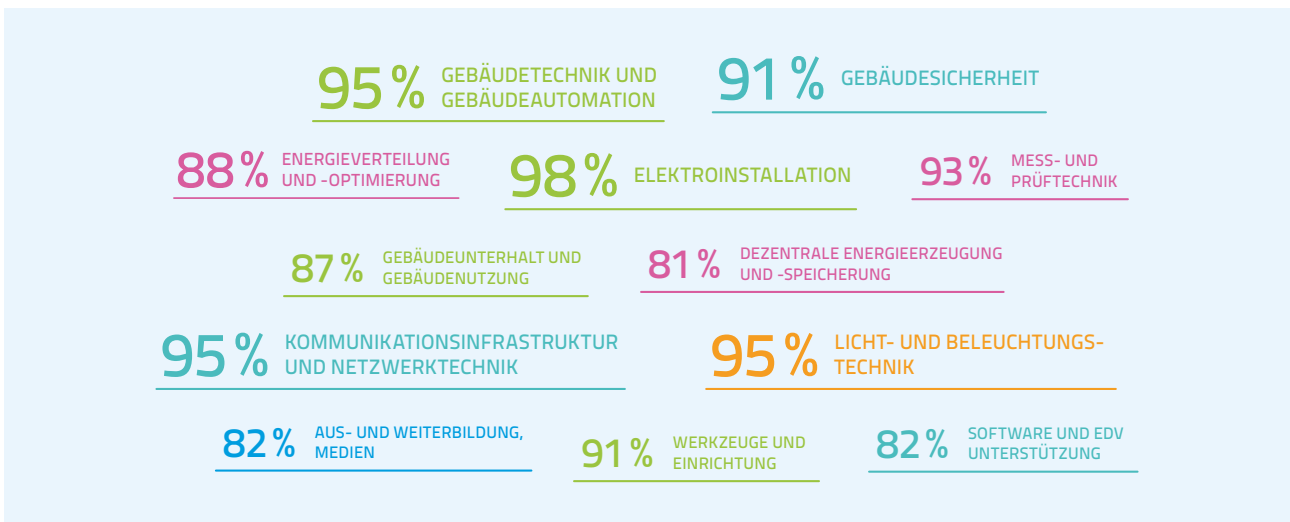 95 % GEBÄUDETECHNIK UND
GEBÄUDEAUTOMATION
91 % GEBÄUDESICHERHEIT
88 % ENERGIEVERTEILUNG
UND -OPTIMIERUNG
98 % ELEKTROINSTALLATION
93 % MESS- UND
PRÜFTECHNIK
87 % GEBÄUDEUNTERHALT UND
GEBÄUDENUTZUNG
81 % DEZENTRALE ENERGIEERZEUGUNG
UND -SPEICHERUNG
95 % KOMMUNIKATIONSINFRASTRUKTUR
UND NETZWERKTECHNIK
95 % LICHT- UND BELEUCHTUNGS-
TECHNIK
82 % AUS- UND WEITERBILDUNG,
MEDIEN
91 % WERKZEUGE UND
EINRICHTUNG
82 % SOFTWARE UND EDV
UNTERSTÜTZUNG